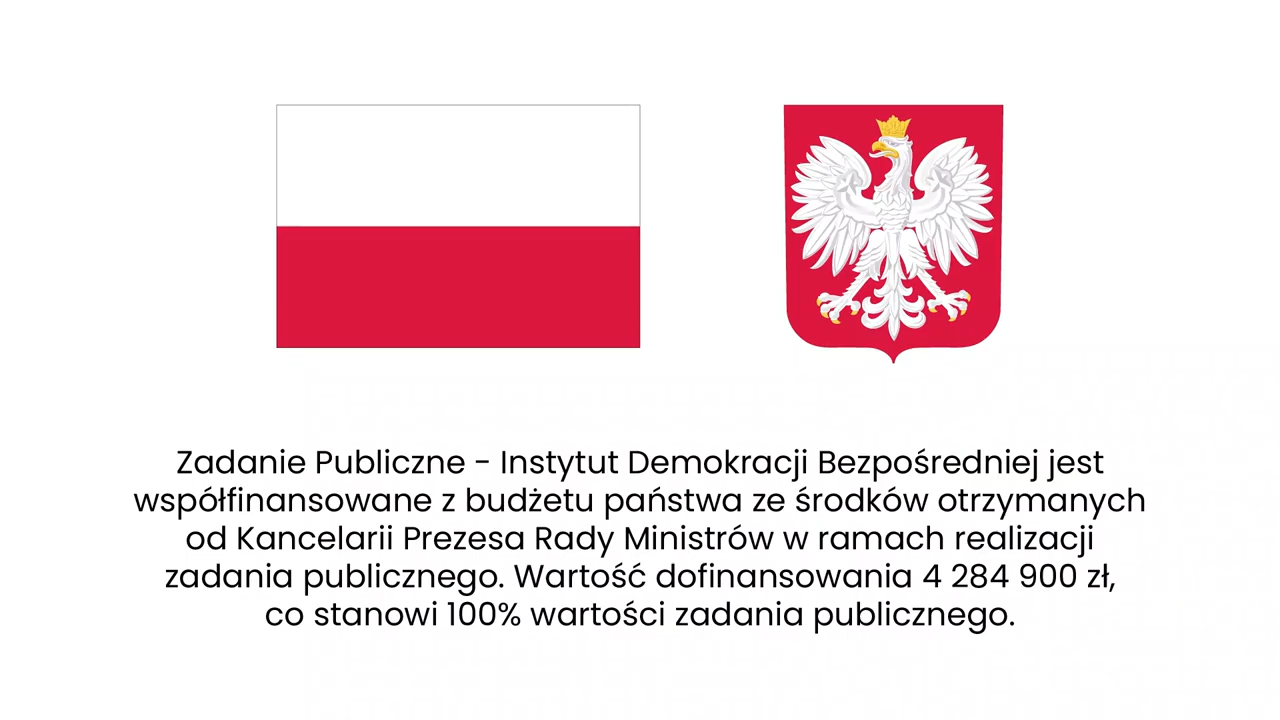 Zadanie Publiczne - Instytut Demokracji Bezpośredniej jest
współfinansowane z budżetu państwa ze środków otrzymanych
od Kancelarii Prezesa Rady Ministrów w ramach realizacji
zadania publicznego. Wartość dofinansowania 4 284 900 zł,
co stanowi 100% wartości zadania publicznego.